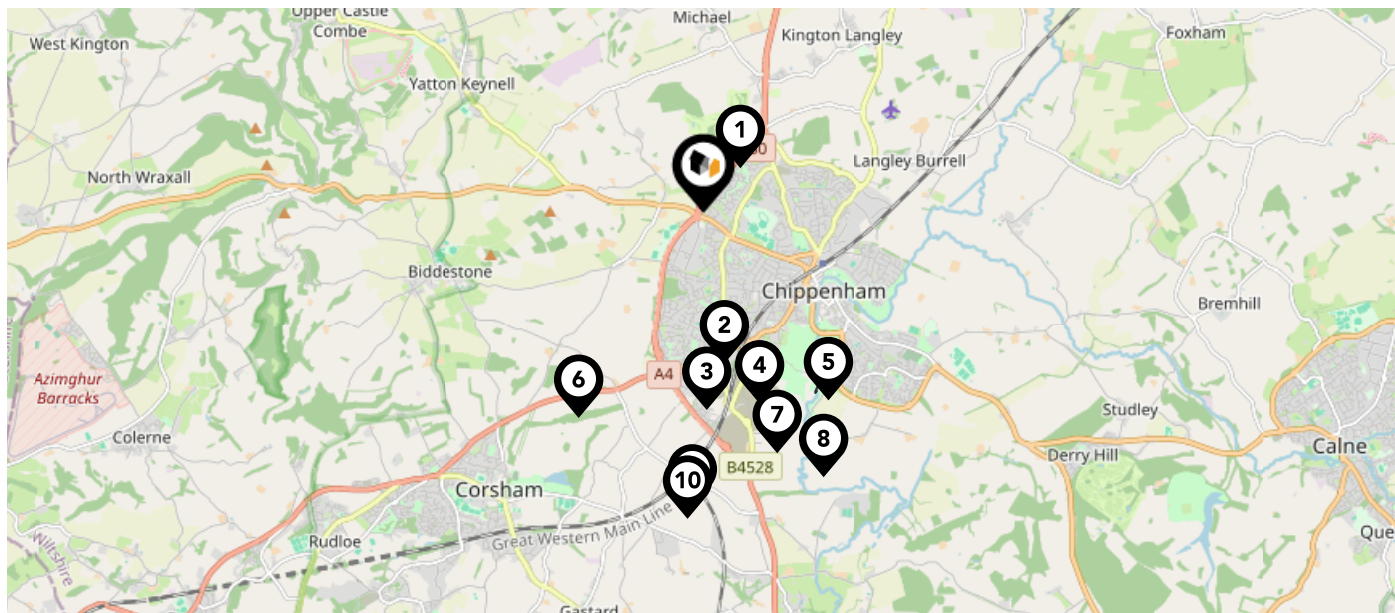 Upper Castle
Combe
Michael
Kington Langley
Foxham
West Kington
Yatton Keynell
1
Langley Burrell
North Wraxall
Biddestone
Chippenham
Bremhill
2
A4
3
4
5
6
Azimghur
Barracks
7
8
Studley
Colerne
Derry Hill
Calne
B4528
10
Corsham
Great Western Main Line
Rudloe
Wiltshire
Que
Gastard